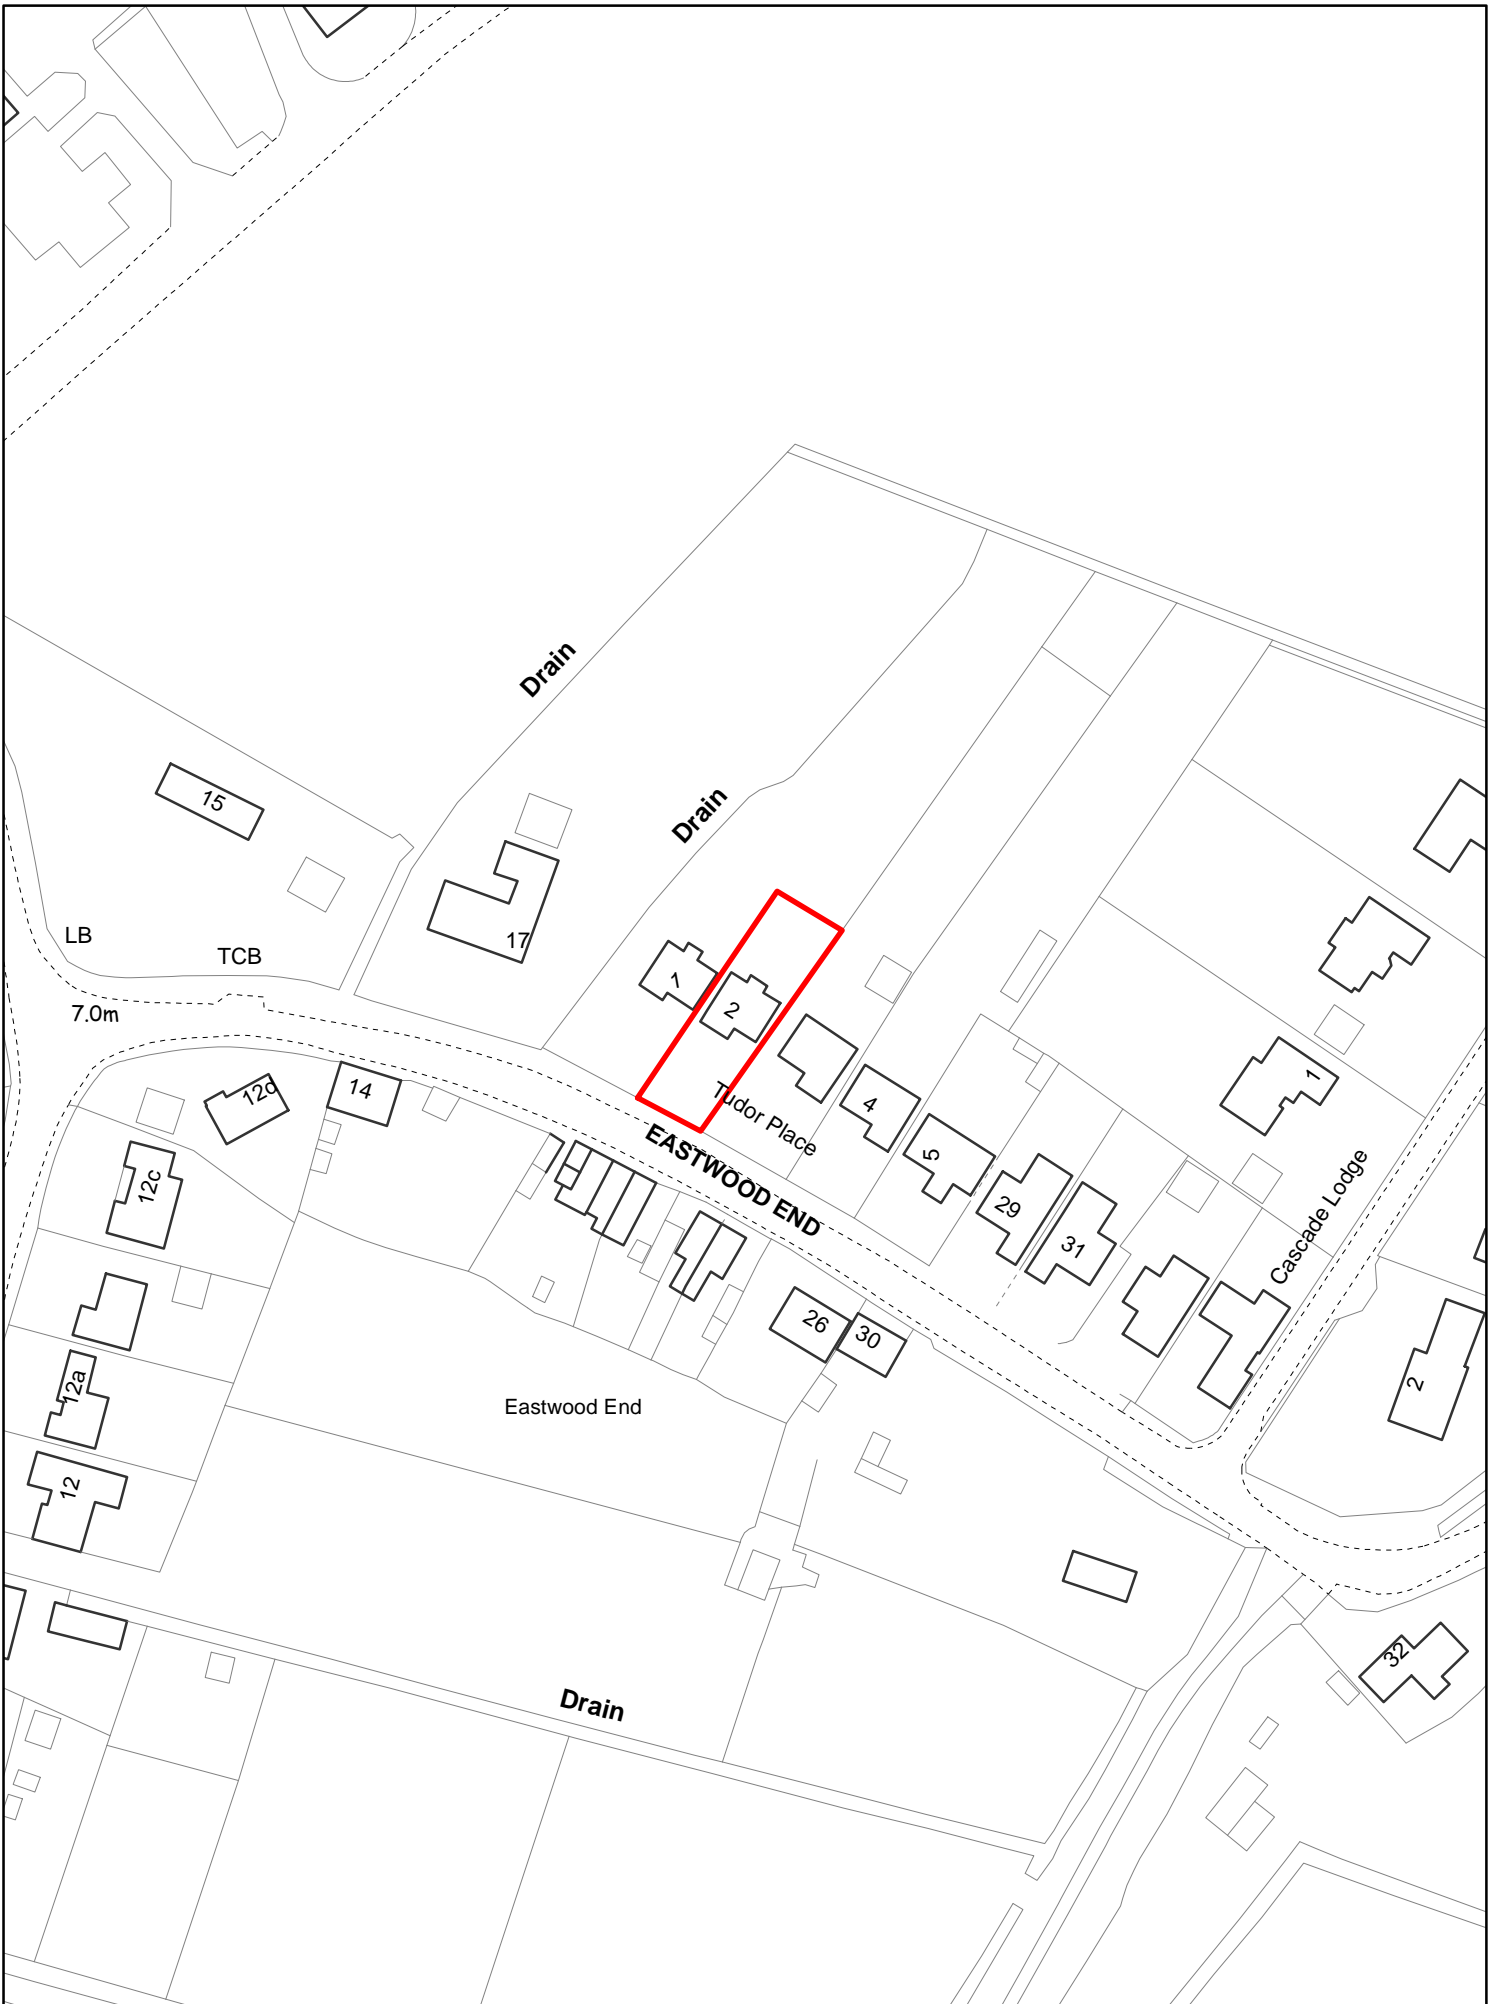 Drain
Drain
15
17
LB
TCB
7.0m
1
2
Tudor Place
4
5
29
31
1
Cascade Lodge
2
EASTWOOD END
12d
14
12c
12a
12
26
30
Eastwood End
32
Drain